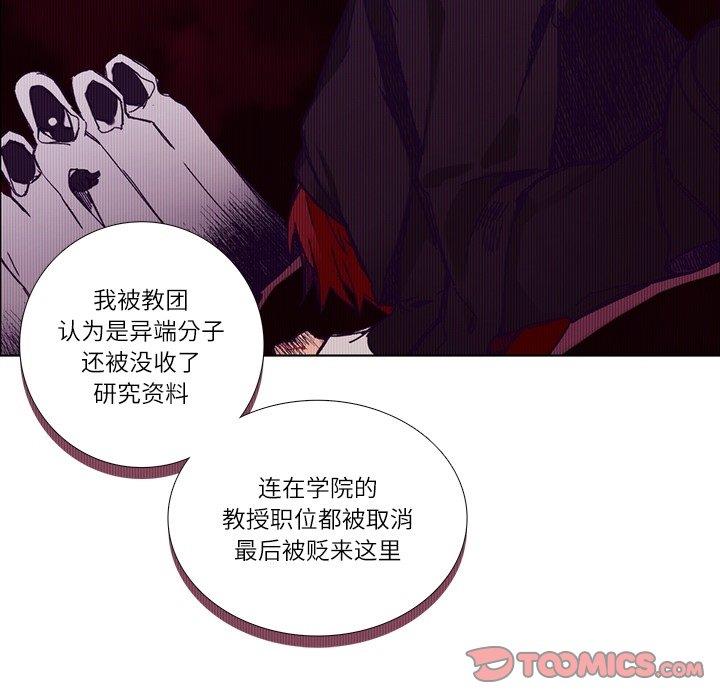 我被教团
认为是异端分子
还被没收了
研究资料
连在学院的
教授职位都被取消
最后被贬来这里
TOOMICS.COM